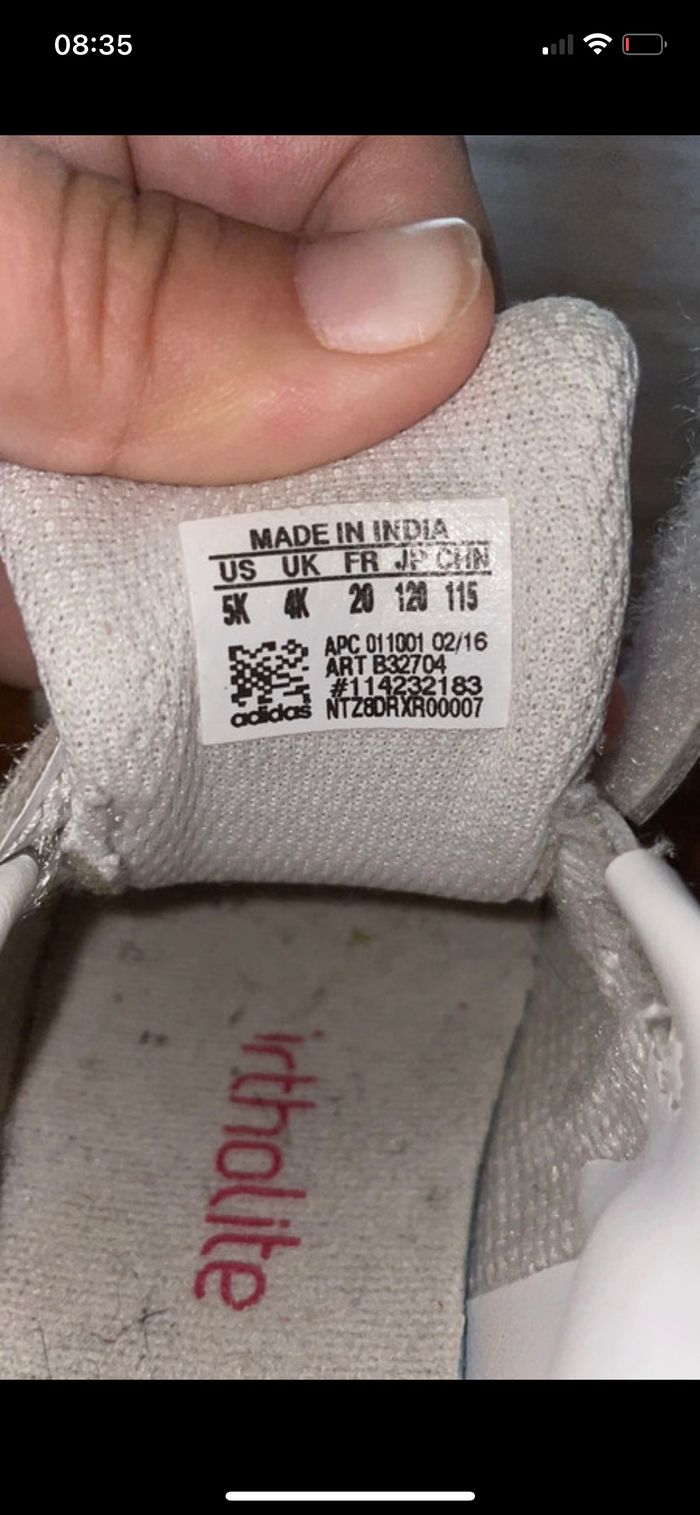 08:35
MADE IN INDIA
US UK FR JP CHN
5K 4K 20 120 115
APC 011001 02/16
ART B32704
#114232183
adidas NTZ8DRXR00007
rtholite